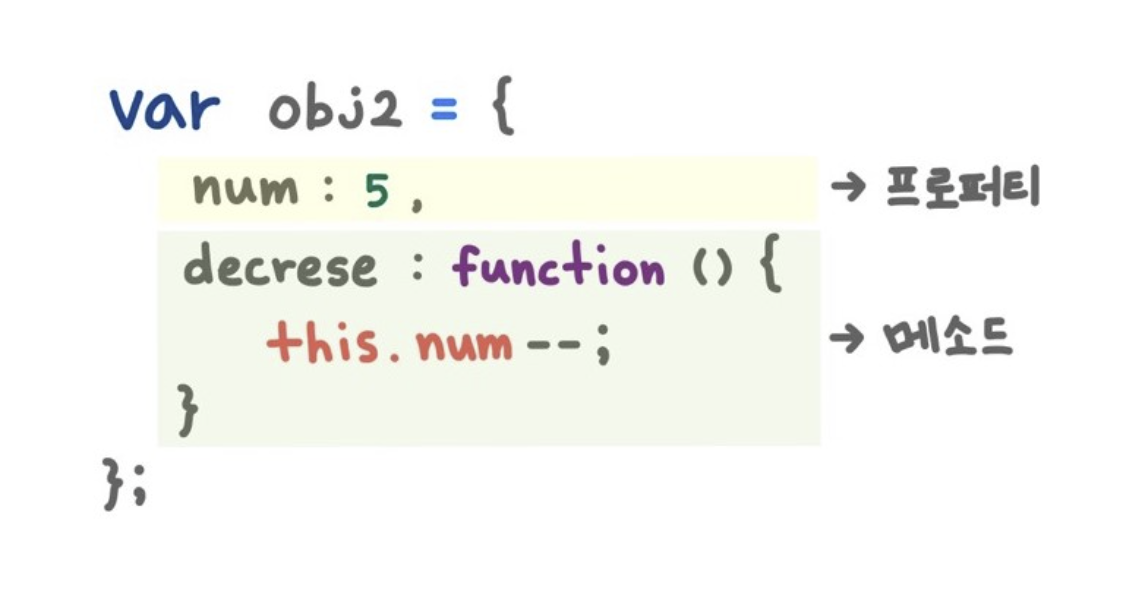 var obj2 = {
num : 5 , → 프로퍼티
decrese : function () {
this.num--; → 메소드
}
};